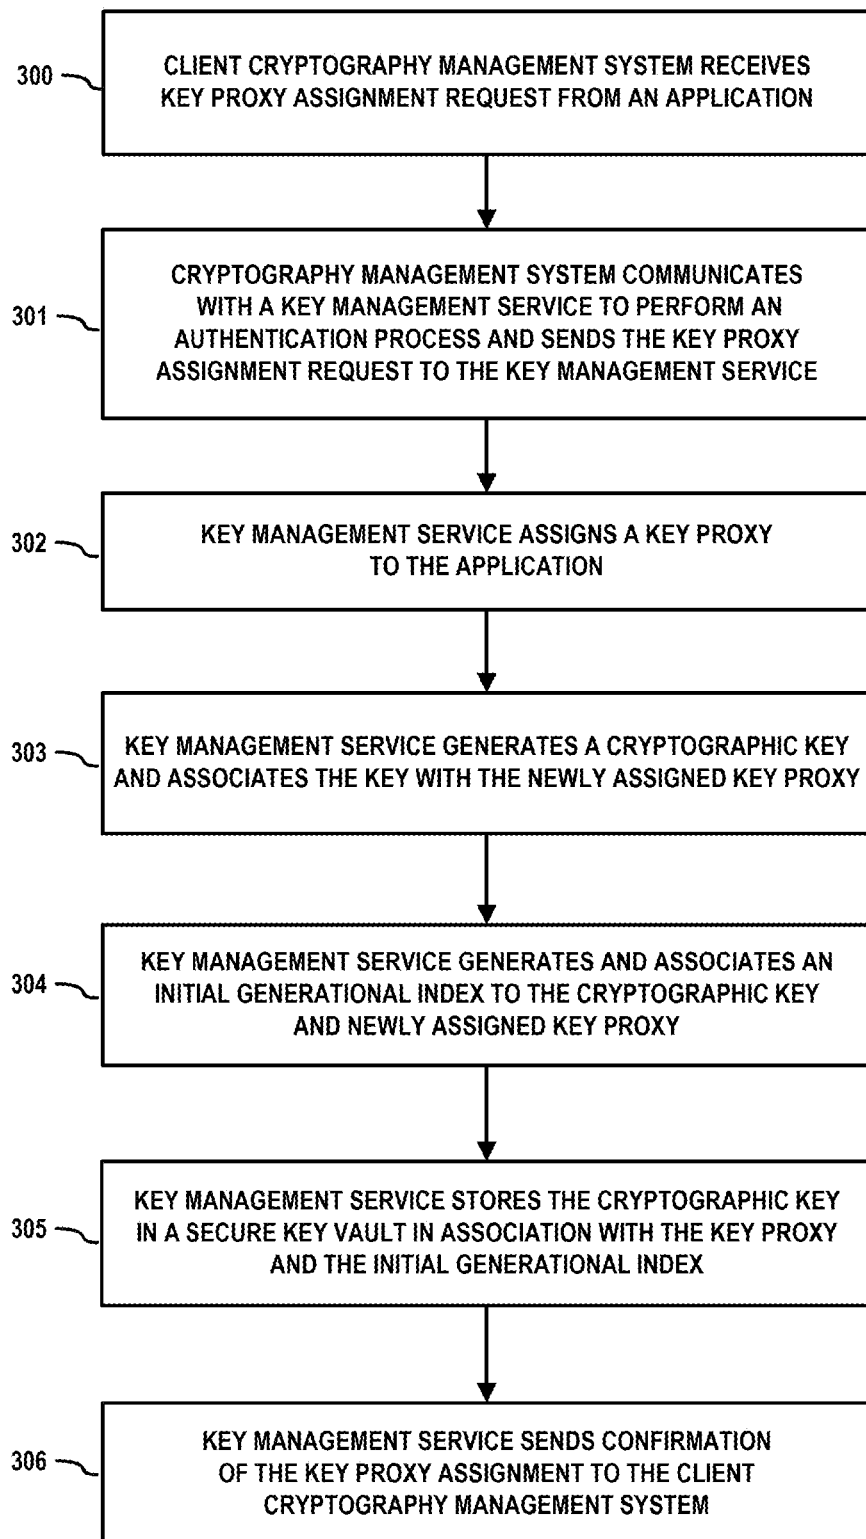 300
CLIENT CRYPTOGRAPHY MANAGEMENT SYSTEM RECEIVES
KEY PROXY ASSIGNMENT REQUEST FROM AN APPLICATION
301
CRYPTOGRAPHY MANAGEMENT SYSTEM COMMUNICATES
WITH A KEY MANAGEMENT SERVICE TO PERFORM AN
AUTHENTICATION PROCESS AND SENDS THE KEY PROXY
ASSIGNMENT REQUEST TO THE KEY MANAGEMENT SERVICE
302
KEY MANAGEMENT SERVICE ASSIGNS A KEY PROXY
TO THE APPLICATION
303
KEY MANAGEMENT SERVICE GENERATES A CRYPTOGRAPHIC KEY
AND ASSOCIATES THE KEY WITH THE NEWLY ASSIGNED KEY PROXY
304
KEY MANAGEMENT SERVICE GENERATES AND ASSOCIATES AN
INITIAL GENERATIONAL INDEX TO THE CRYPTOGRAPHIC KEY
AND NEWLY ASSIGNED KEY PROXY
305
KEY MANAGEMENT SERVICE STORES THE CRYPTOGRAPHIC KEY
IN A SECURE KEY VAULT IN ASSOCIATION WITH THE KEY PROXY
AND THE INITIAL GENERATIONAL INDEX
306
KEY MANAGEMENT SERVICE SENDS CONFIRMATION
OF THE KEY PROXY ASSIGNMENT TO THE CLIENT
CRYPTOGRAPHY MANAGEMENT SYSTEM